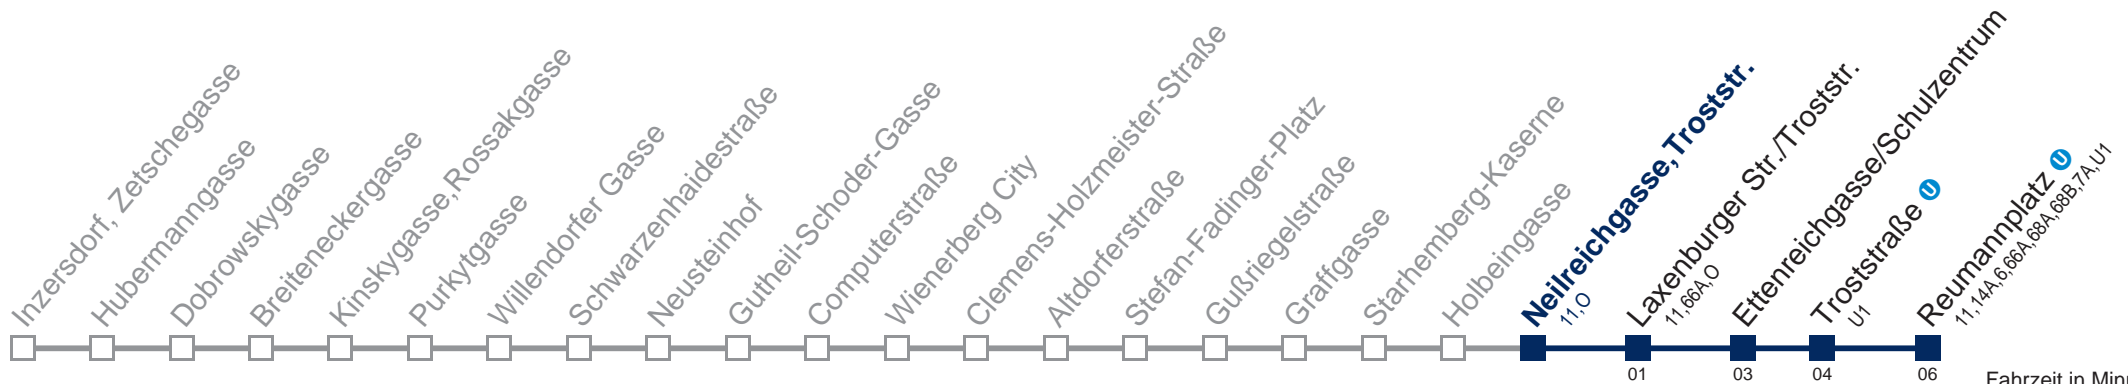 Inzersdorf, Zetschegasse
Hubermanngasse
Dobrowskygasse
Breiteneckergasse
Kinskygasse,Rossakgasse
Purkytgasse
Willendorfer Gasse
Schwarzenhaidestraße
Neusteinhof
Gutheil-Schoder-Gasse
Computerstraße
Wienerberg City
Clemens-Holzmeister-Straße
Altdorferstraße
Stefan-Fadinger-Platz
Gußriegelstraße
Graffgasse
Starhemberg-Kaserne
Holbeingasse
Neilreichgasse,Troststr.
11,O
Laxenburger Str./Troststr.
11,66A,O
Ettenreichgasse/Schulzentrum
Troststraße U
U1
Reumannplatz U
11,14A,6,66A,68A,68B,7A,U1
01 03 04 06
Fahrzeit in